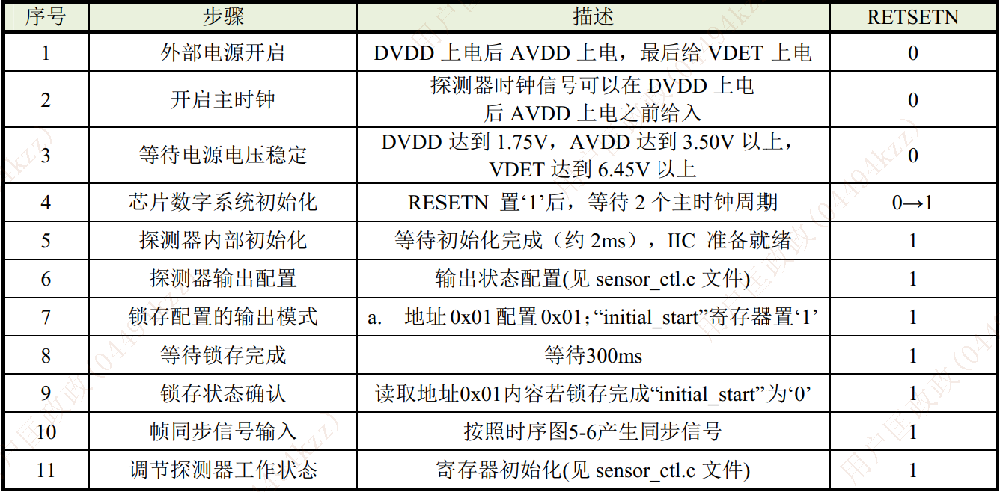 序号 步骤 描述 RETSETN
1 外部电源开启 DVDD 上电后 AVDD 上电，最后给 VDET 上电 0
2 开启主时钟 探测器时钟信号可以在 DVDD 上电
后 AVDD 上电之前给入 0
3 等待电源电压稳定 DVDD 达到 1.75V，AVDD 达到 3.50V 以上，
VDET 达到 6.45V 以上 0
4 芯片数字系统初始化 RESETN 置‘1’后，等待 2 个主时钟周期 0→1
5 探测器内部初始化 等待初始化完成（约 2ms），IIC 准备就绪 1
6 探测器输出配置 输出状态配置(见 sensor_ctl.c 文件) 1
7 锁存配置的输出模式 a. 地址 0x01 配置 0x01；“initial_start”寄存器置‘1’ 1
8 等待锁存完成 等待300ms 1
9 锁存状态确认 读取地址0x01内容若锁存完成“initial_start”为‘0’ 1
10 帧同步信号输入 按照时序图5-6产生同步信号 1
11 调节探测器工作状态 寄存器初始化(见 sensor_ctl.c 文件) 1
用户匡政政(04494kzz)